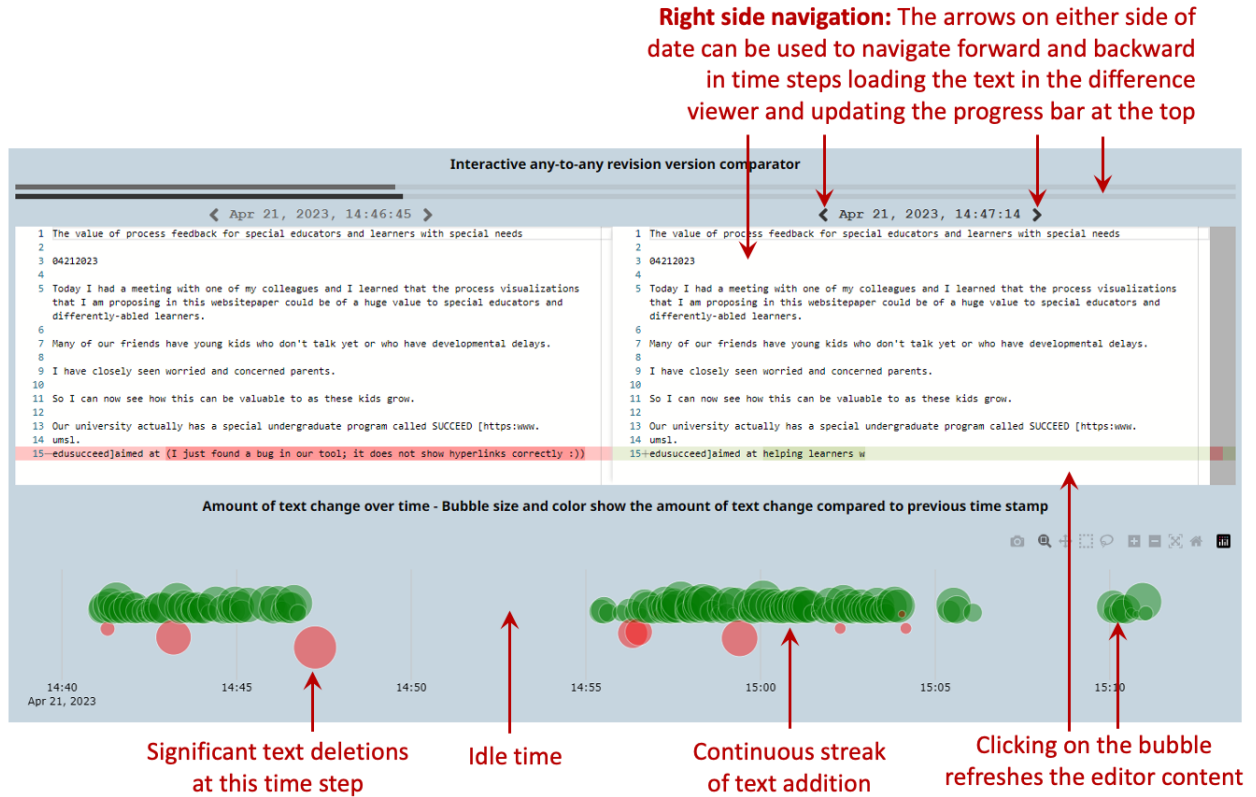 Right side navigation: The arrows on either side of
date can be used to navigate forward and backward
in time steps loading the text in the difference
viewer and updating the progress bar at the top
Interactive any-to-any revision version comparator
Apr 21, 2023, 14:46:45
1 The value of process feedback for special educators and learners with special needs
2
3 04212023
4
5 Today I had a meeting with one of my colleagues and I learned that the process visualizations
that I am proposing in this websitepaper could be of a huge value to special educators and
differently-abled learners.
6
7 Many of our friends have young kids who don't talk yet or who have developmental delays.
8
9 I have closely seen worried and concerned parents.
10
11 So I can now see how this can be valuable to as these kids grow.
12
13 Our university actually has a special undergraduate program called SUCCEED [https:www.
14 umsl.
15−edusucceed]aimed at (I just found a bug in our tool; it does not show hyperlinks correctly :))
Apr 21, 2023, 14:47:14
1 The value of process feedback for special educators and learners with special needs
2
3 04212023
4
5 Today I had a meeting with one of my colleagues and I learned that the process visualizations
that I am proposing in this websitepaper could be of a huge value to special educators and
differently-abled learners.
6
7 Many of our friends have young kids who don't talk yet or who have developmental delays.
8
9 I have closely seen worried and concerned parents.
10
11 So I can now see how this can be valuable to as these kids grow.
12
13 Our university actually has a special undergraduate program called SUCCEED [https:www.
14 umsl.
15+edusucceed]aimed at helping learners w
Amount of text change over time - Bubble size and color show the amount of text change compared to previous time stamp
14:40 14:45 14:50 14:55 15:00 15:05 15:10
Apr 21, 2023
Significant text deletions
at this time step
Idle time
Continuous streak
of text addition
Clicking on the bubble
refreshes the editor content